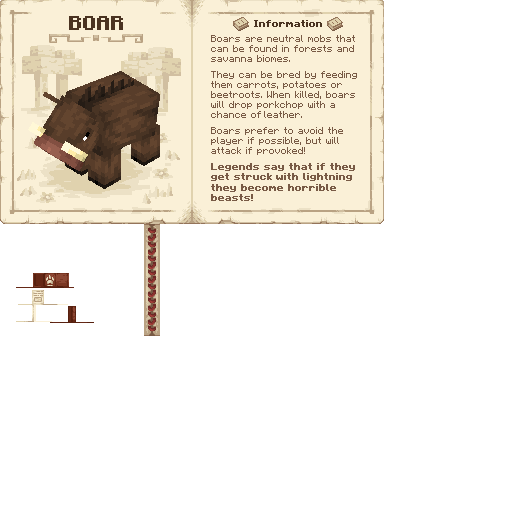 BOAR
Information
Boars are neutral mobs that
can be found in forests and
savanna biomes.
They can be bred by feeding
them carrots, potatoes or
beetroots. When killed, boars
will drop porkchop with a
chance of leather.
Boars prefer to avoid the
player if possible, but will
attack if provoked!
Legends say that if they
get struck with lightning
they become horrible
beasts!